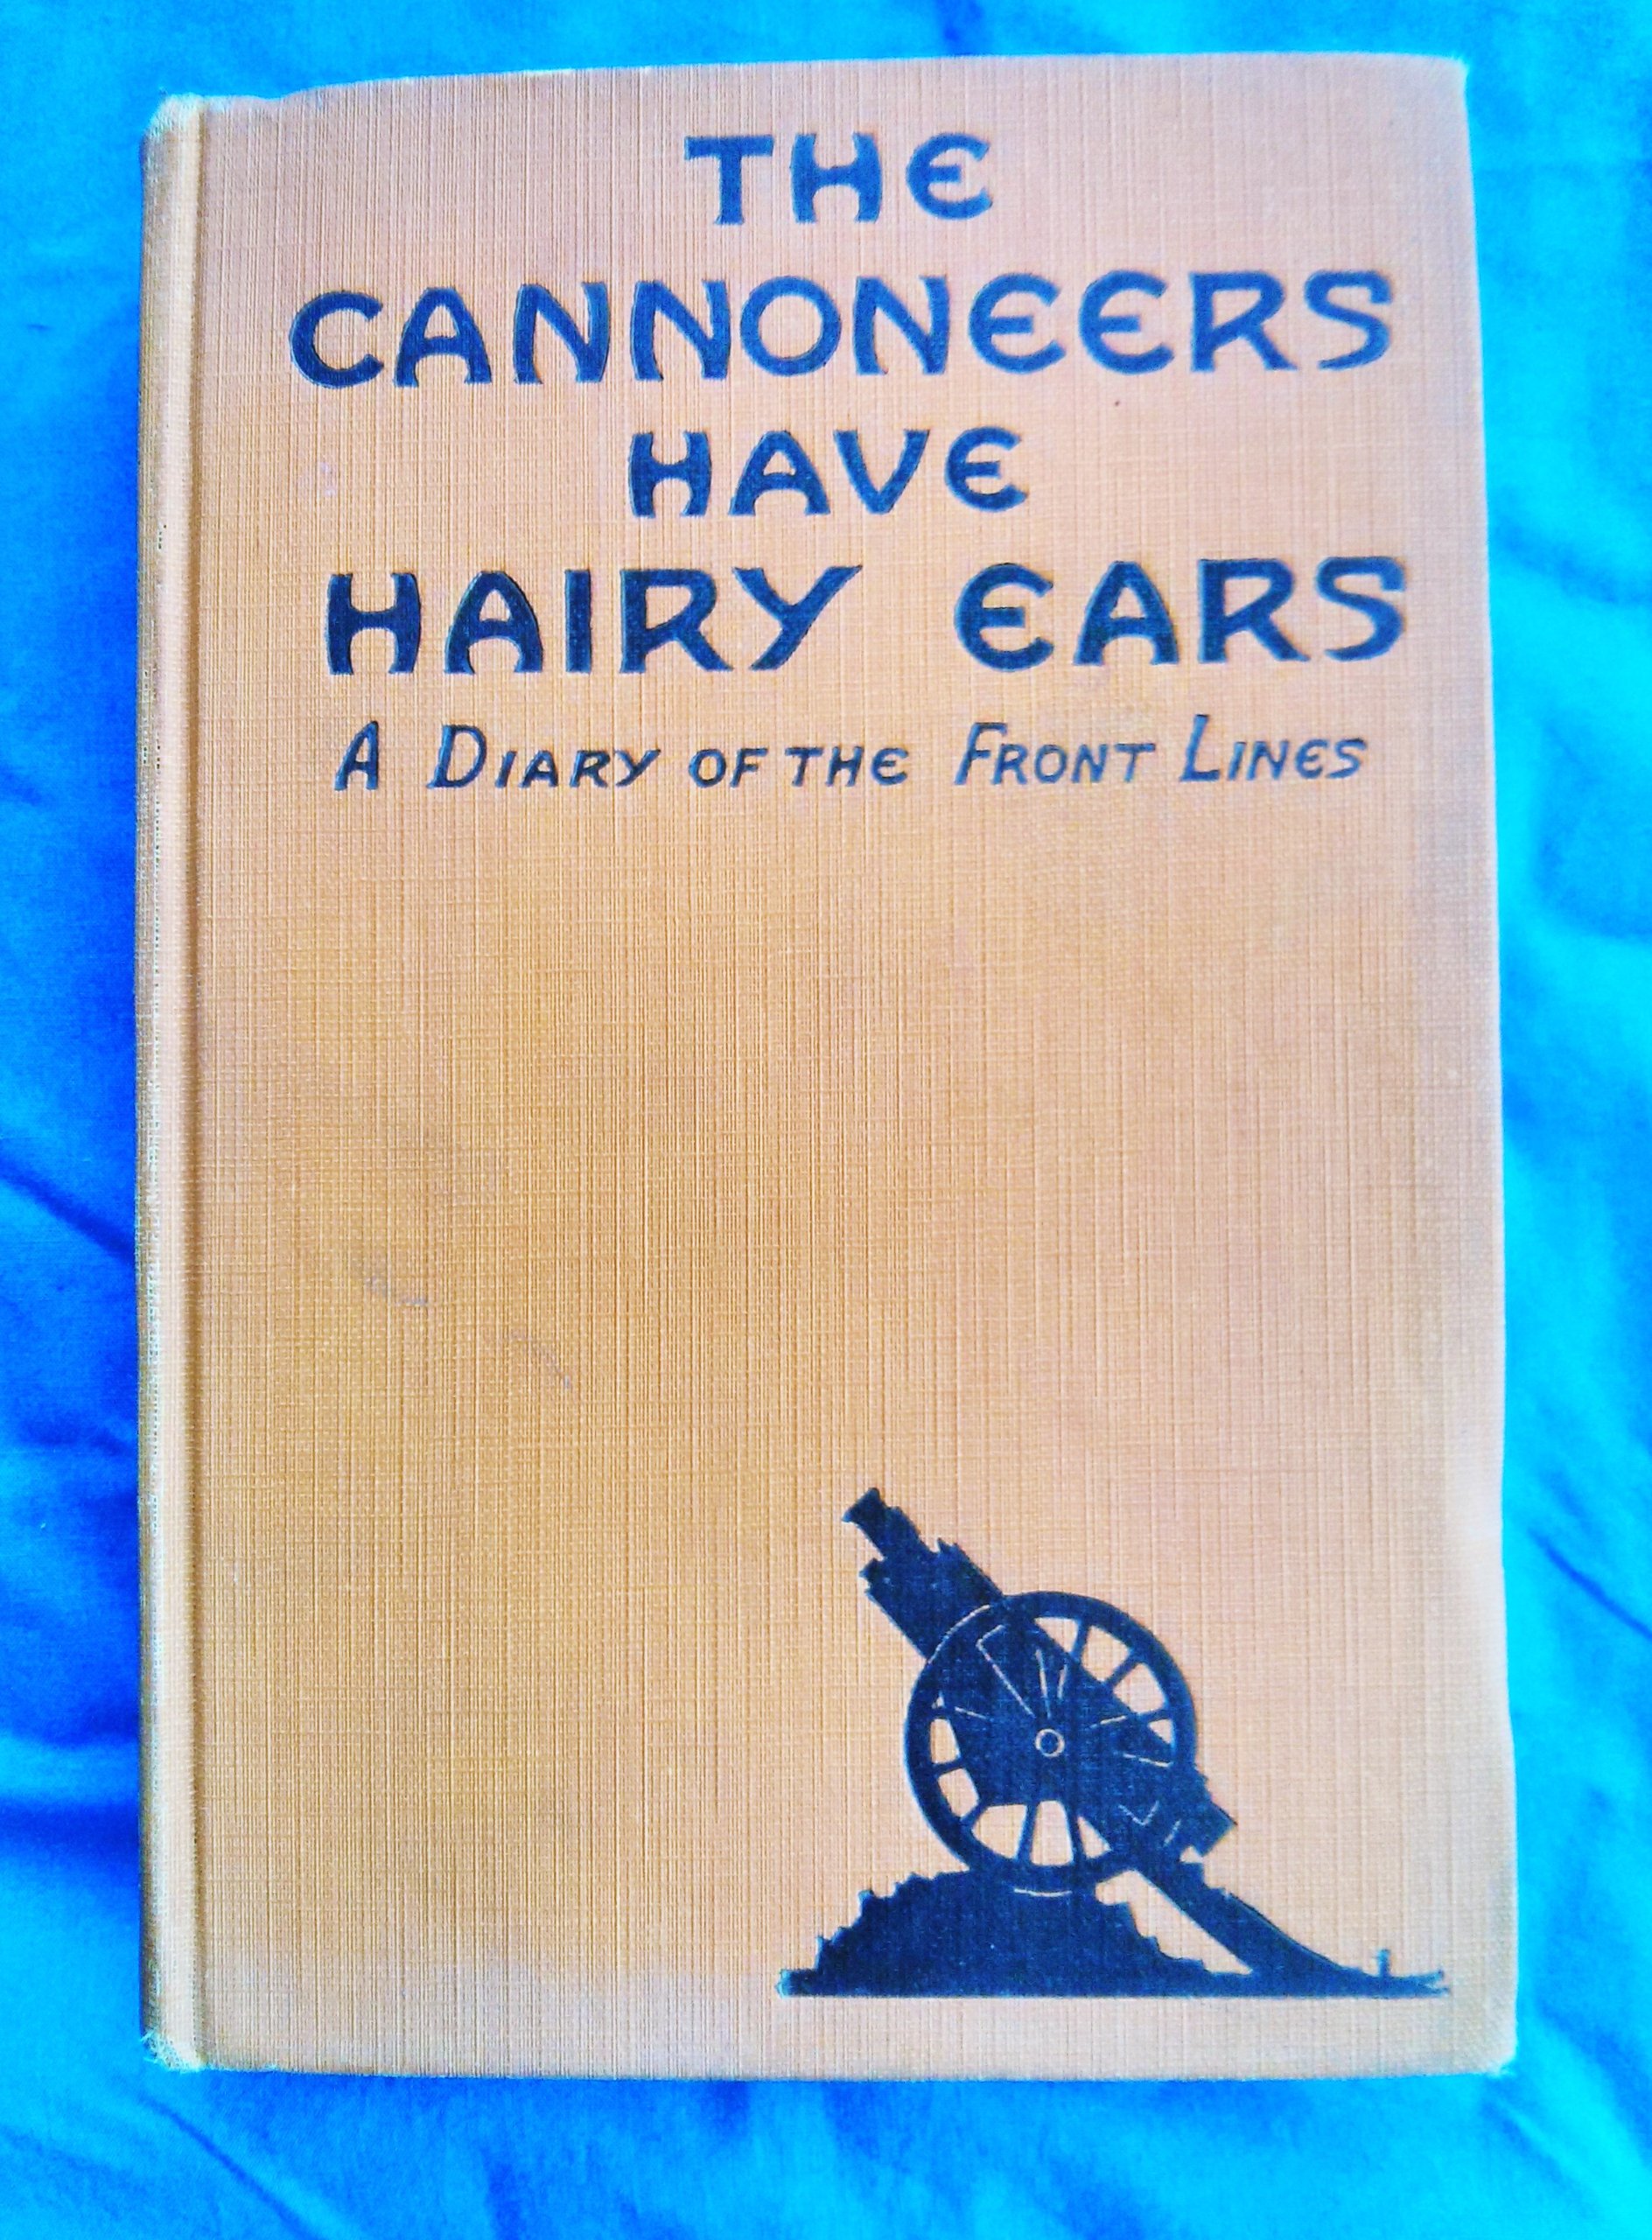 THE
CANNONEERS
HAVE
HAIRY EARS
A DIARY OF THE FRONT LINES